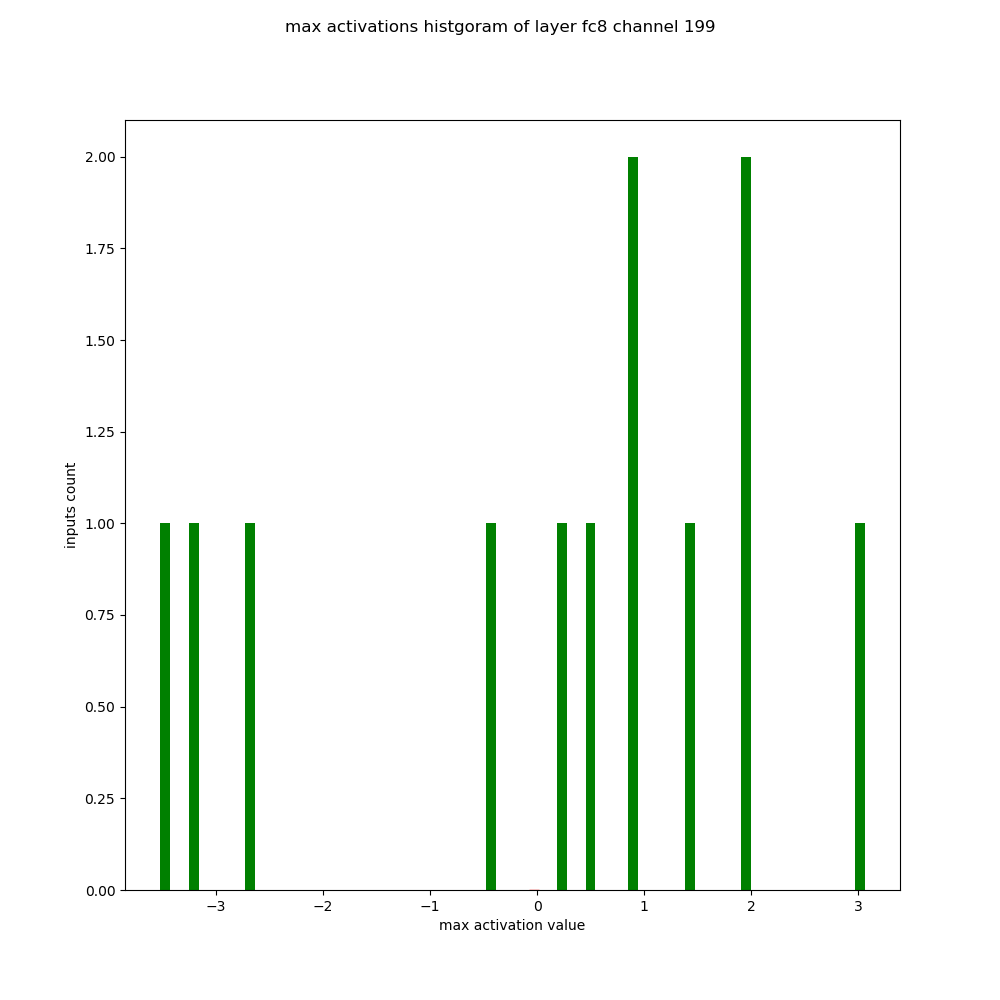 max activations histgoram of layer fc8 channel 199
2.00
1.75
1.50
1.25
1.00
0.75
0.50
0.25
0.00
inputs count
−3 −2 −1 0 1 2 3
max activation value